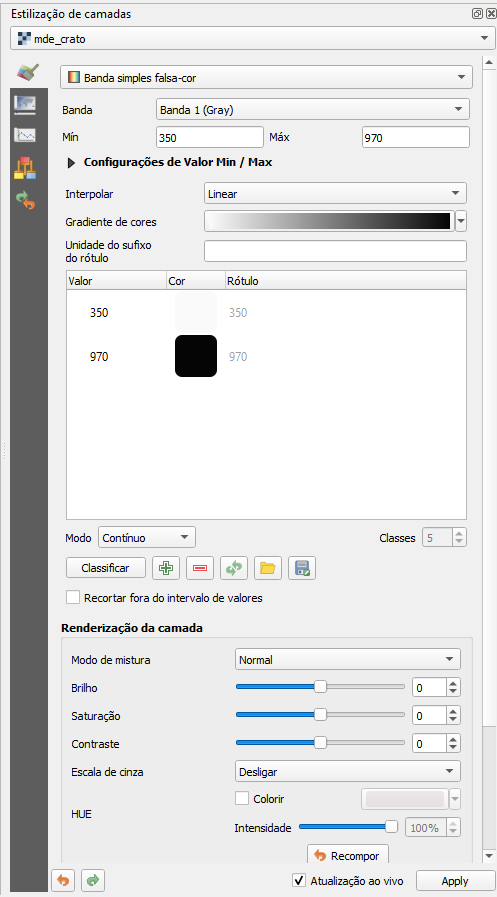 Estilização de camadas
mde_crato
Banda simples falsa-cor
Banda Banda 1 (Gray)
Mín 350 Máx 970
Configurações de Valor Min / Max
Interpolar Linear
Gradiente de cores
Unidade do sufixo
do rótulo
Valor Cor Rótulo
350 350
970 970
Modo Contínuo Classes 5
Classificar
Recortar fora do intervalo de valores
Renderização da camada
Modo de mistura Normal
Brilho 0
Saturação 0
Contraste 0
Escala de cinza Desligar
Colorir
HUE
Intensidade 100%
Recompor
Atualização ao vivo Apply